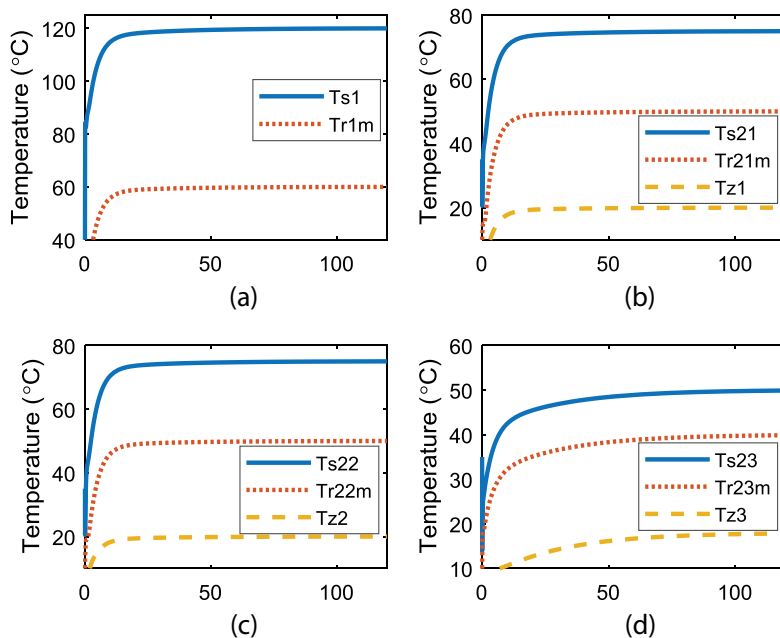 Temperature (°C)
120
100
80
60
40
0
50
100
Ts1
Tr1m
(a)
Temperature (°C)
80
60
40
20
0
50
100
Ts21
Tr21m
Tz1
(b)
Temperature (°C)
80
60
40
20
0
50
100
Ts22
Tr22m
Tz2
(c)
Temperature (°C)
60
50
40
30
20
10
0
50
100
Ts23
Tr23m
Tz3
(d)